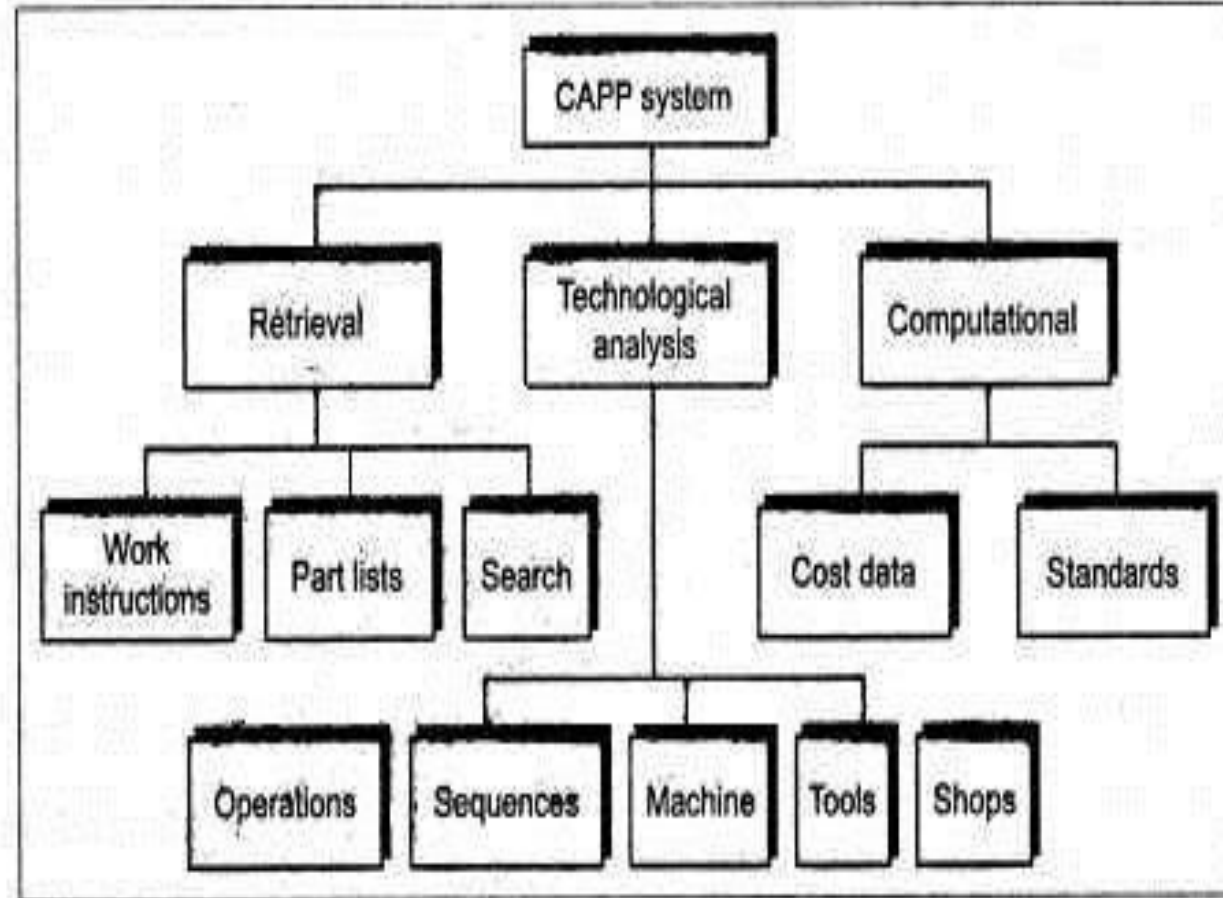 CAPP system
Retrieval
Technological
analysis
Computational
Work
instructions
Part lists
Search
Cost data
Standards
Operations
Sequences
Machine
Tools
Shops